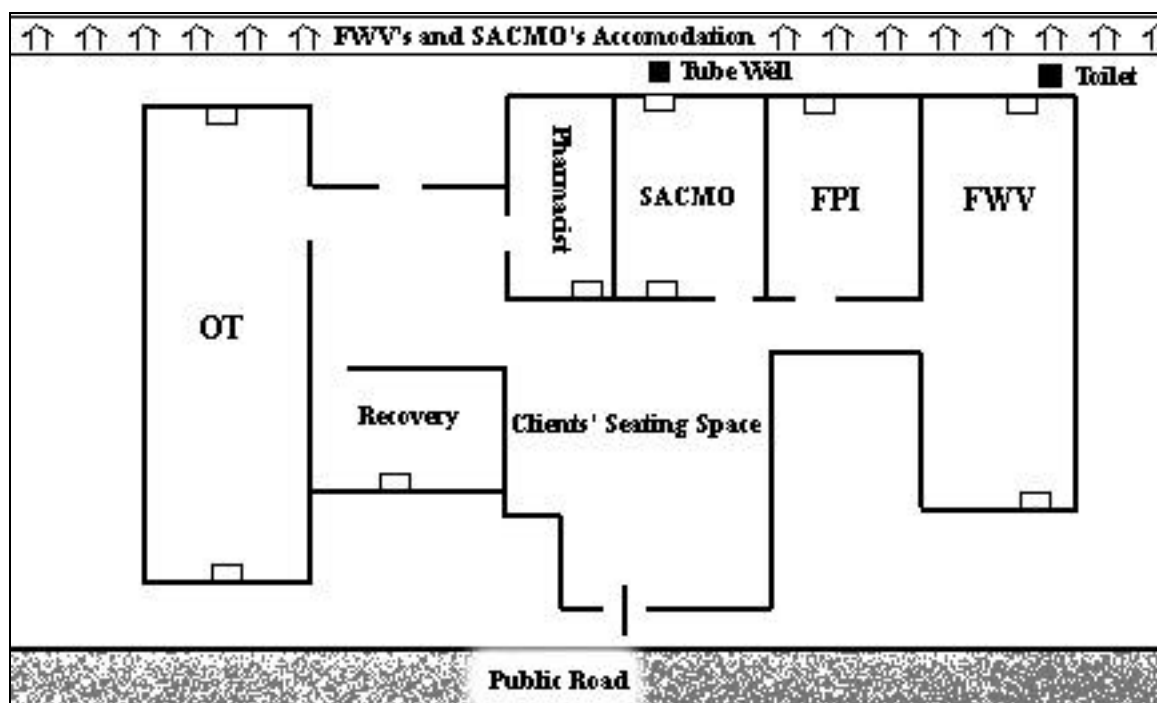 FWV's and SACMO's Accomodation
Tube Well
Toilet
Pharmacist
SACMO
FPI
FWV
OT
Recovery
Clients' Seating Space
Public Road